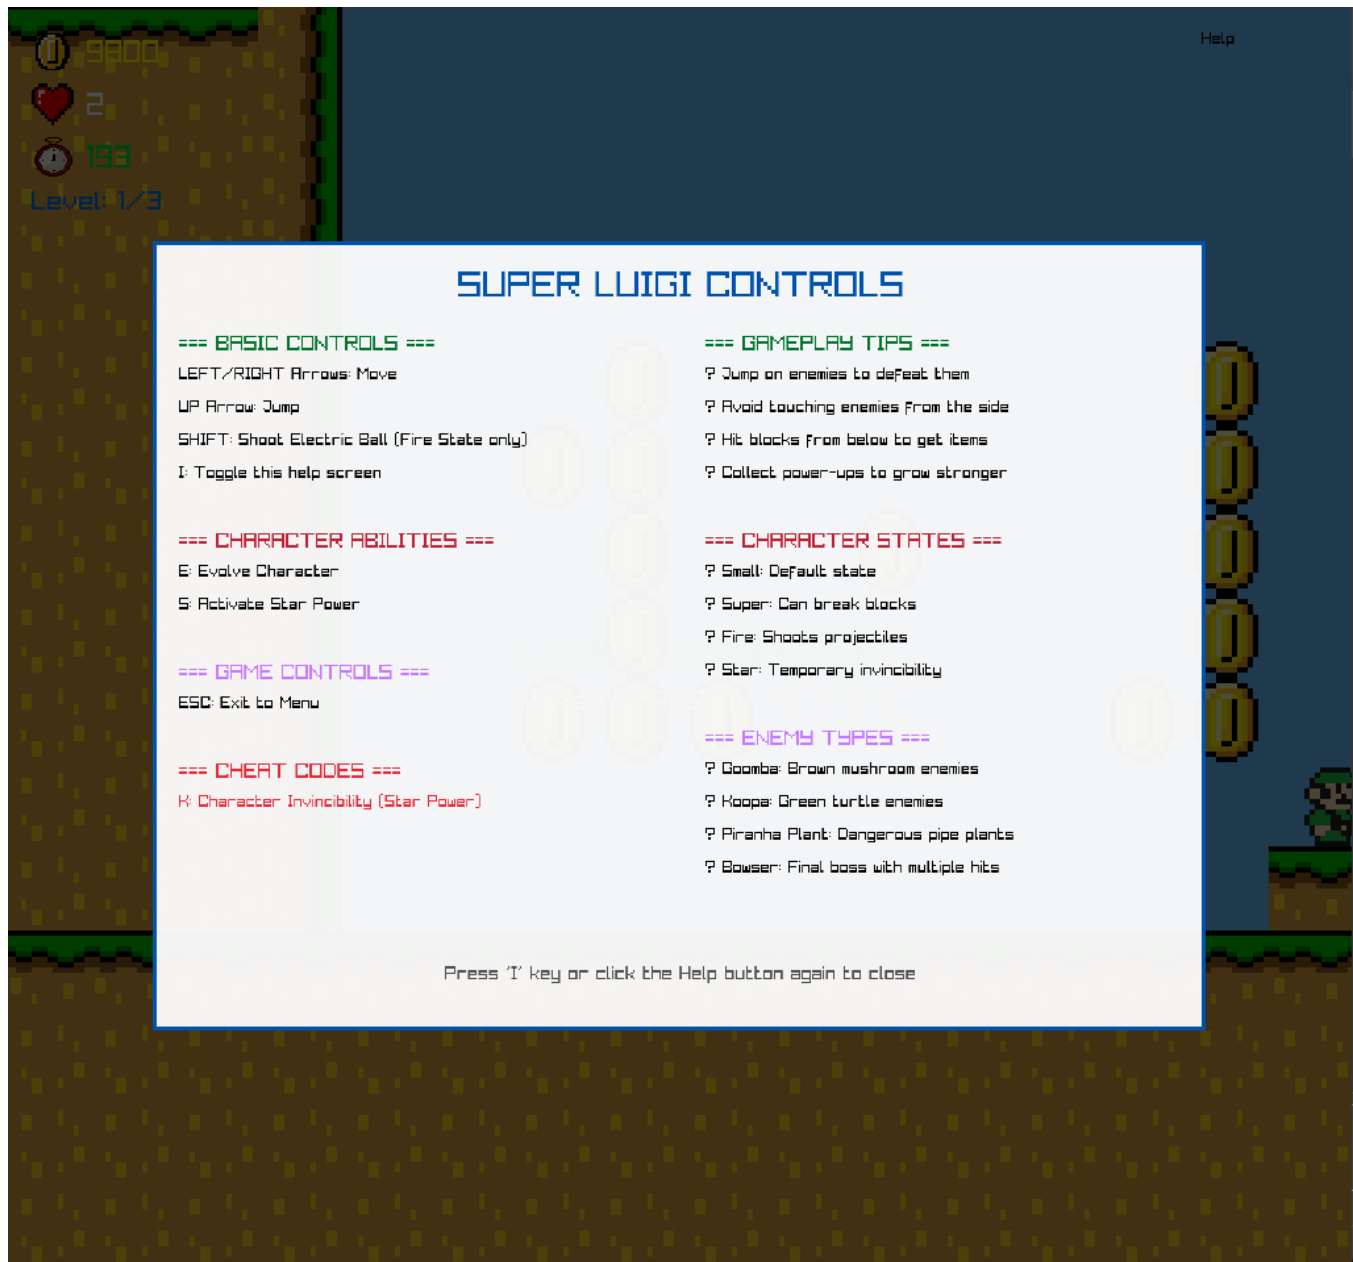 9800
Help
2
193
Level: 1/3
SUPER LUIGI CONTROLS
=== BASIC CONTROLS ===
LEFT/RIGHT Arrows: Move
UP Arrow: Jump
SHIFT: Shoot Electric Ball (Fire State only)
I: Toggle this help screen
=== CHARACTER ABILITIES ===
E: Evolve Character
S: Activate Star Power
=== GAME CONTROLS ===
ESC: Exit to Menu
=== CHEAT CODES ===
K: Character Invincibility (Star Power)
=== GAMEPLAY TIPS ===
? Jump on enemies to defeat them
? Avoid touching enemies from the side
? Hit blocks from below to get items
? Collect power-ups to grow stronger
=== CHARACTER STATES ===
? Small: Default state
? Super: Can break blocks
? Fire: Shoots projectiles
? Star: Temporary invincibility
=== ENEMY TYPES ===
? Goomba: Brown mushroom enemies
? Koopa: Green turtle enemies
? Piranha Plant: Dangerous pipe plants
? Bowser: Final boss with multiple hits
Press 'I' key or click the Help button again to close